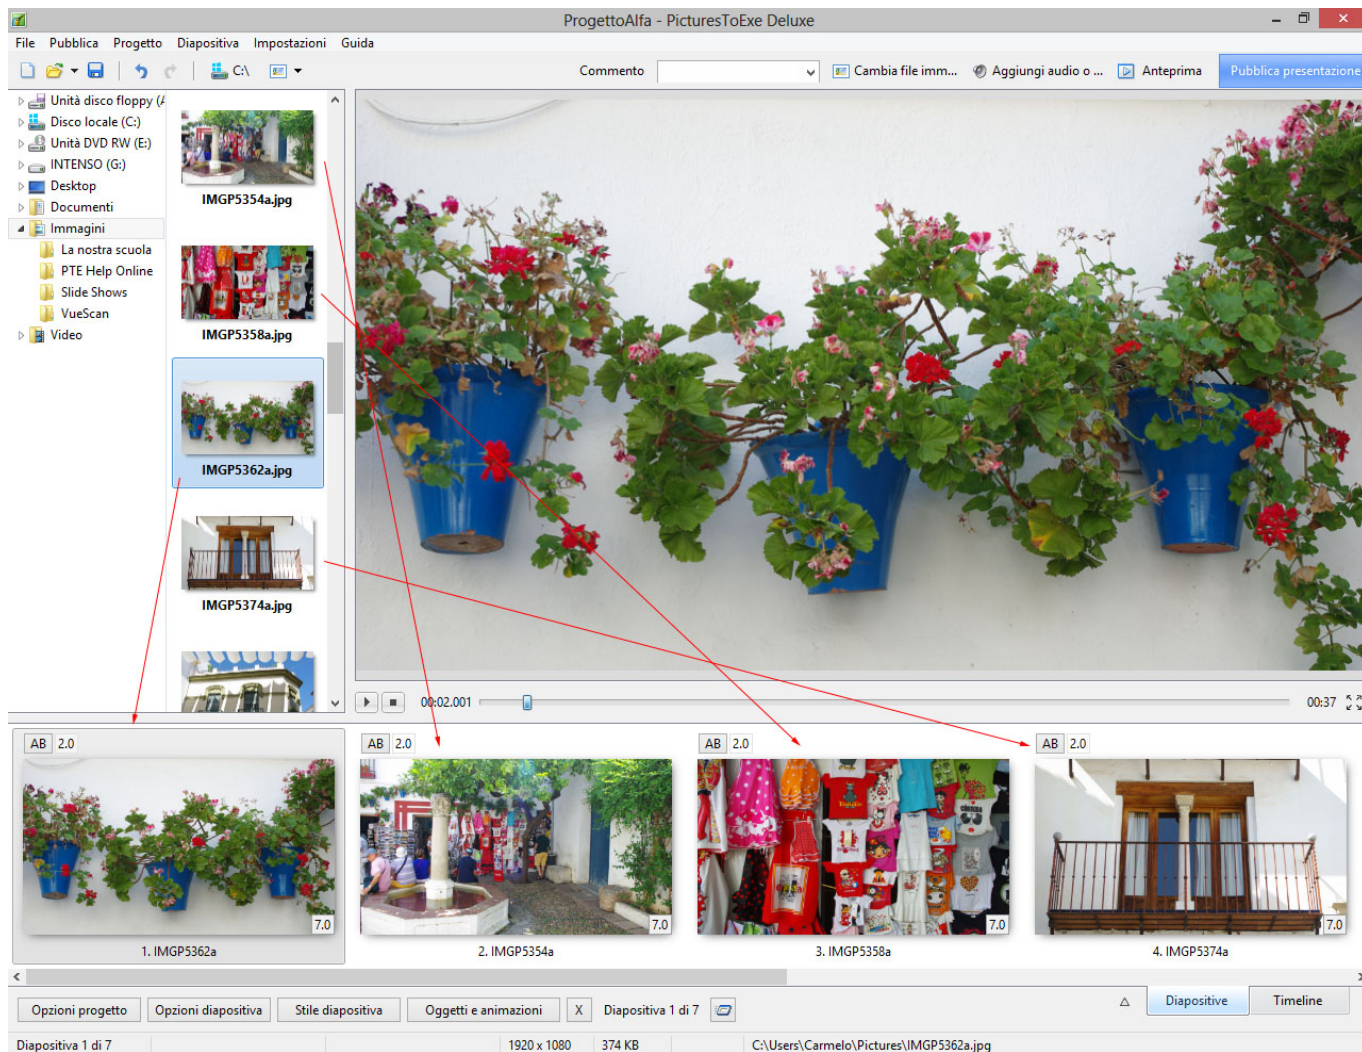 ProgettoAlfa - PicturesToExe Deluxe
File Pubblica Progetto Diapositiva Impostazioni Guida
C:\ Commento Cambia file imm... Aggiungi audio o ... Anteprima Pubblica presentazione
Unità disco floppy (A
Disco locale (C:)
Unità DVD RW (E:)
INTENSO (G:)
Desktop
Documenti
Immagini
La nostra scuola
PTE Help Online
Slide Shows
VueScan
Video
IMGP5354a.jpg
IMGP5358a.jpg
IMGP5362a.jpg
IMGP5374a.jpg
00:02.001 00:37
AB 2.0 AB 2.0 AB 2.0 AB 2.0
7.0 7.0 7.0 7.0
1. IMGP5362a 2. IMGP5354a 3. IMGP5358a 4. IMGP5374a
Opzioni progetto Opzioni diapositiva Stile diapositiva Oggetti e animazioni X Diapositiva 1 di 7 Diapositive Timeline
Diapositiva 1 di 7 1920 x 1080 374 KB C:\Users\Carmelo\Pictures\IMGP5362a.jpg